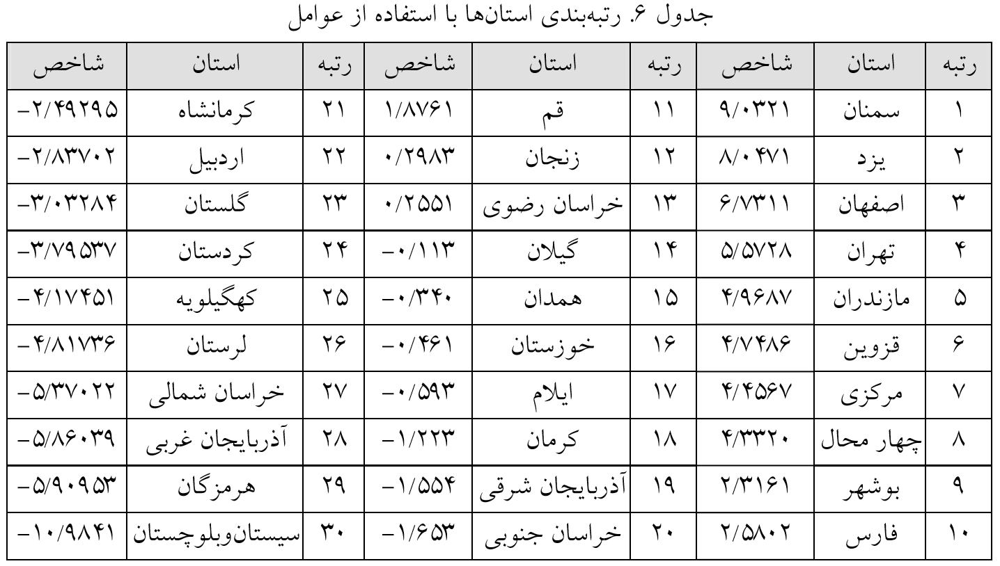 جدول ۶. رتبه‌بندی استان‌ها با استفاده از عوامل
رتبه استان شاخص رتبه استان شاخص رتبه استان شاخص
۱ سمنان ۹/۰۳۲۱ ۱۱ قم ۱/۸۷۶۱ ۲۱ کرمانشاه −۲/۴۹۲۹۵
۲ یزد ۸/۰۴۷۱ ۱۲ زنجان ۰/۲۹۸۳ ۲۲ اردبیل −۲/۸۳۷۰۲
۳ اصفهان ۶/۷۳۱۱ ۱۳ خراسان رضوی ۰/۲۵۵۱ ۲۳ گلستان −۳/۰۳۲۸۴
۴ تهران ۵/۵۷۲۸ ۱۴ گیلان −۰/۱۱۳ ۲۴ کردستان −۳/۷۹۵۳۷
۵ مازندران ۴/۹۶۸۷ ۱۵ همدان −۰/۳۴۰ ۲۵ کهگیلویه −۴/۱۷۴۵۱
۶ قزوین ۴/۷۴۸۶ ۱۶ خوزستان −۰/۴۶۱ ۲۶ لرستان −۴/۸۱۷۳۶
۷ مرکزی ۴/۴۵۶۷ ۱۷ ایلام −۰/۵۹۳ ۲۷ خراسان شمالی −۵/۳۷۰۲۲
۸ چهار محال ۴/۳۳۲۰ ۱۸ کرمان −۱/۲۲۳ ۲۸ آذربایجان غربی −۵/۸۶۰۳۹
۹ بوشهر ۲/۳۱۶۱ ۱۹ آذربایجان شرقی −۱/۵۵۴ ۲۹ هرمزگان −۵/۹۰۹۵۳
۱۰ فارس ۲/۵۸۰۲ ۲۰ خراسان جنوبی −۱/۶۵۳ ۳۰ سیستان‌وبلوچستان −۱۰/۹۸۴۱